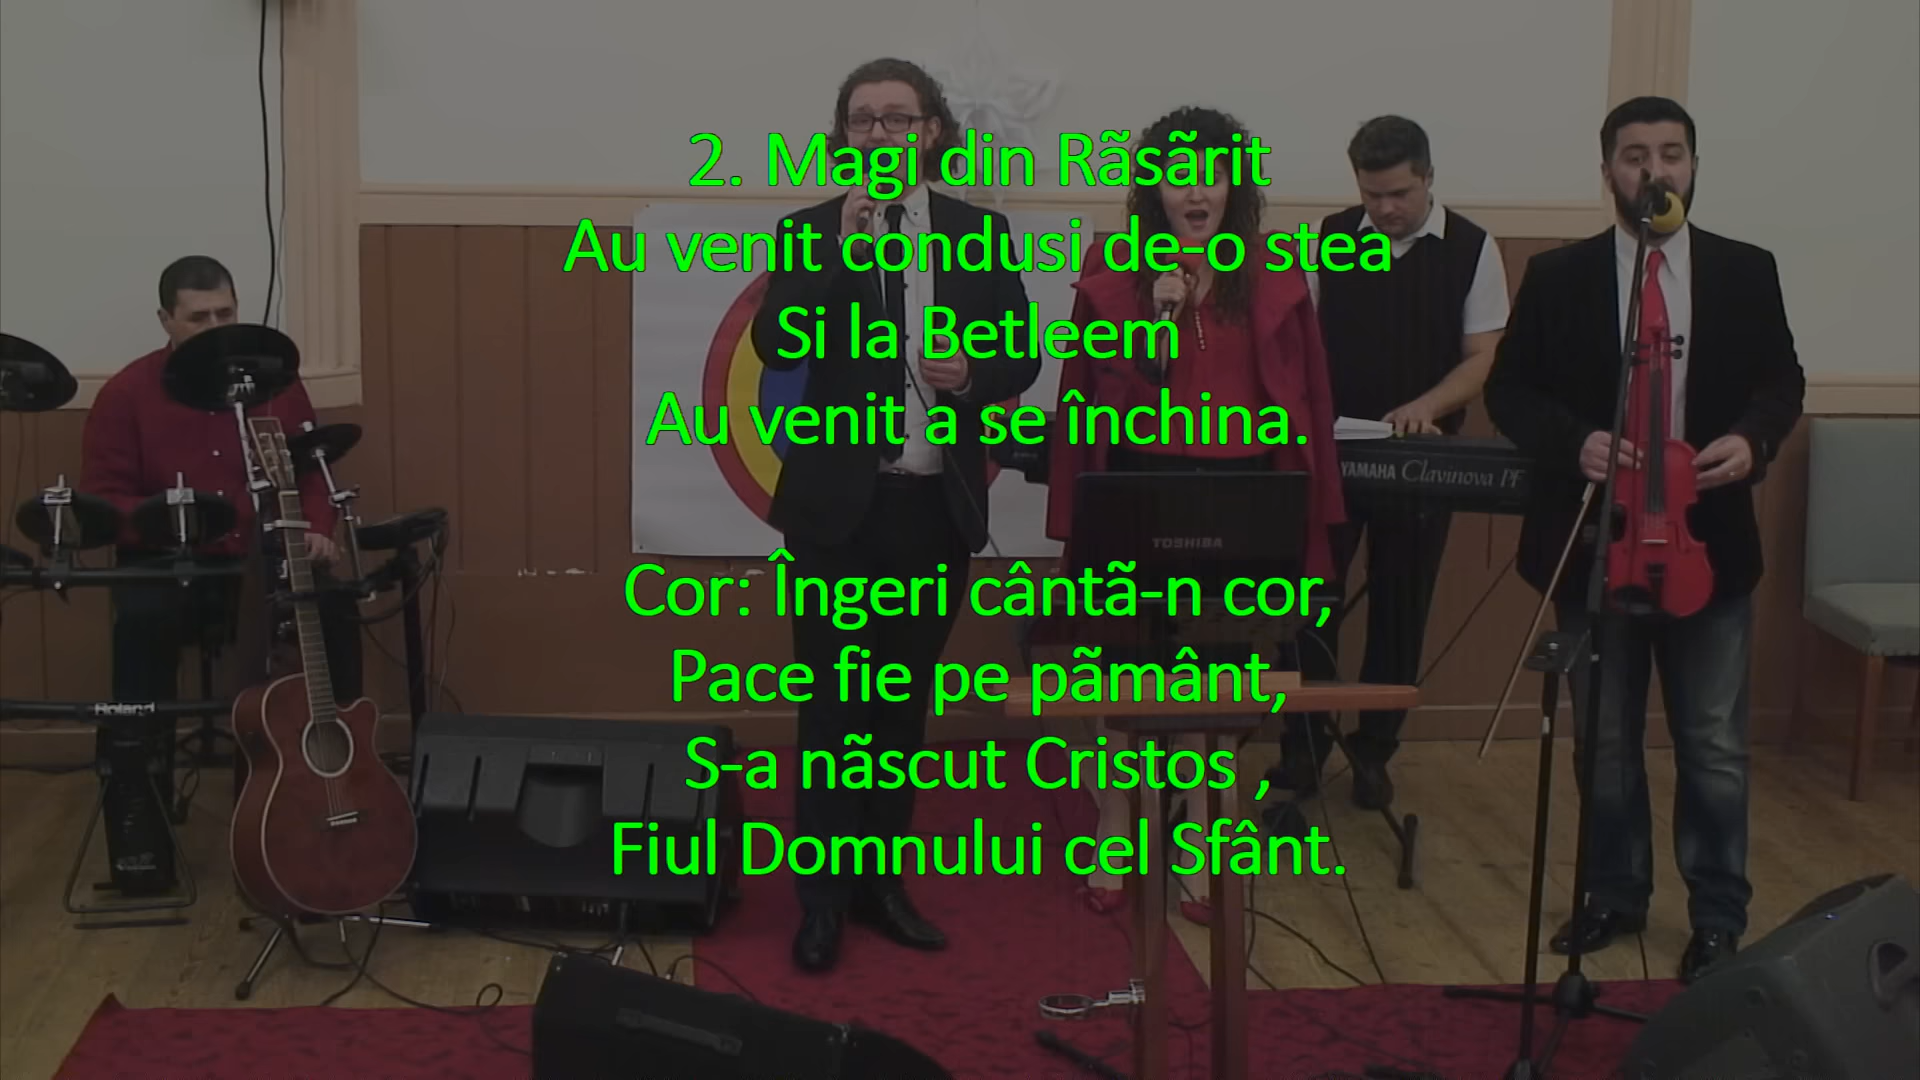 2. Magi din Rãsãrit
Au venit condusi de-o stea
Si la Betleem
Au venit a se închina.
Cor: Îngeri cântã-n cor,
Pace fie pe pãmânt,
S-a nãscut Cristos ,
Fiul Domnului cel Sfânt.
YAMAHA Clavinova PF
TOSHIBA
Roland